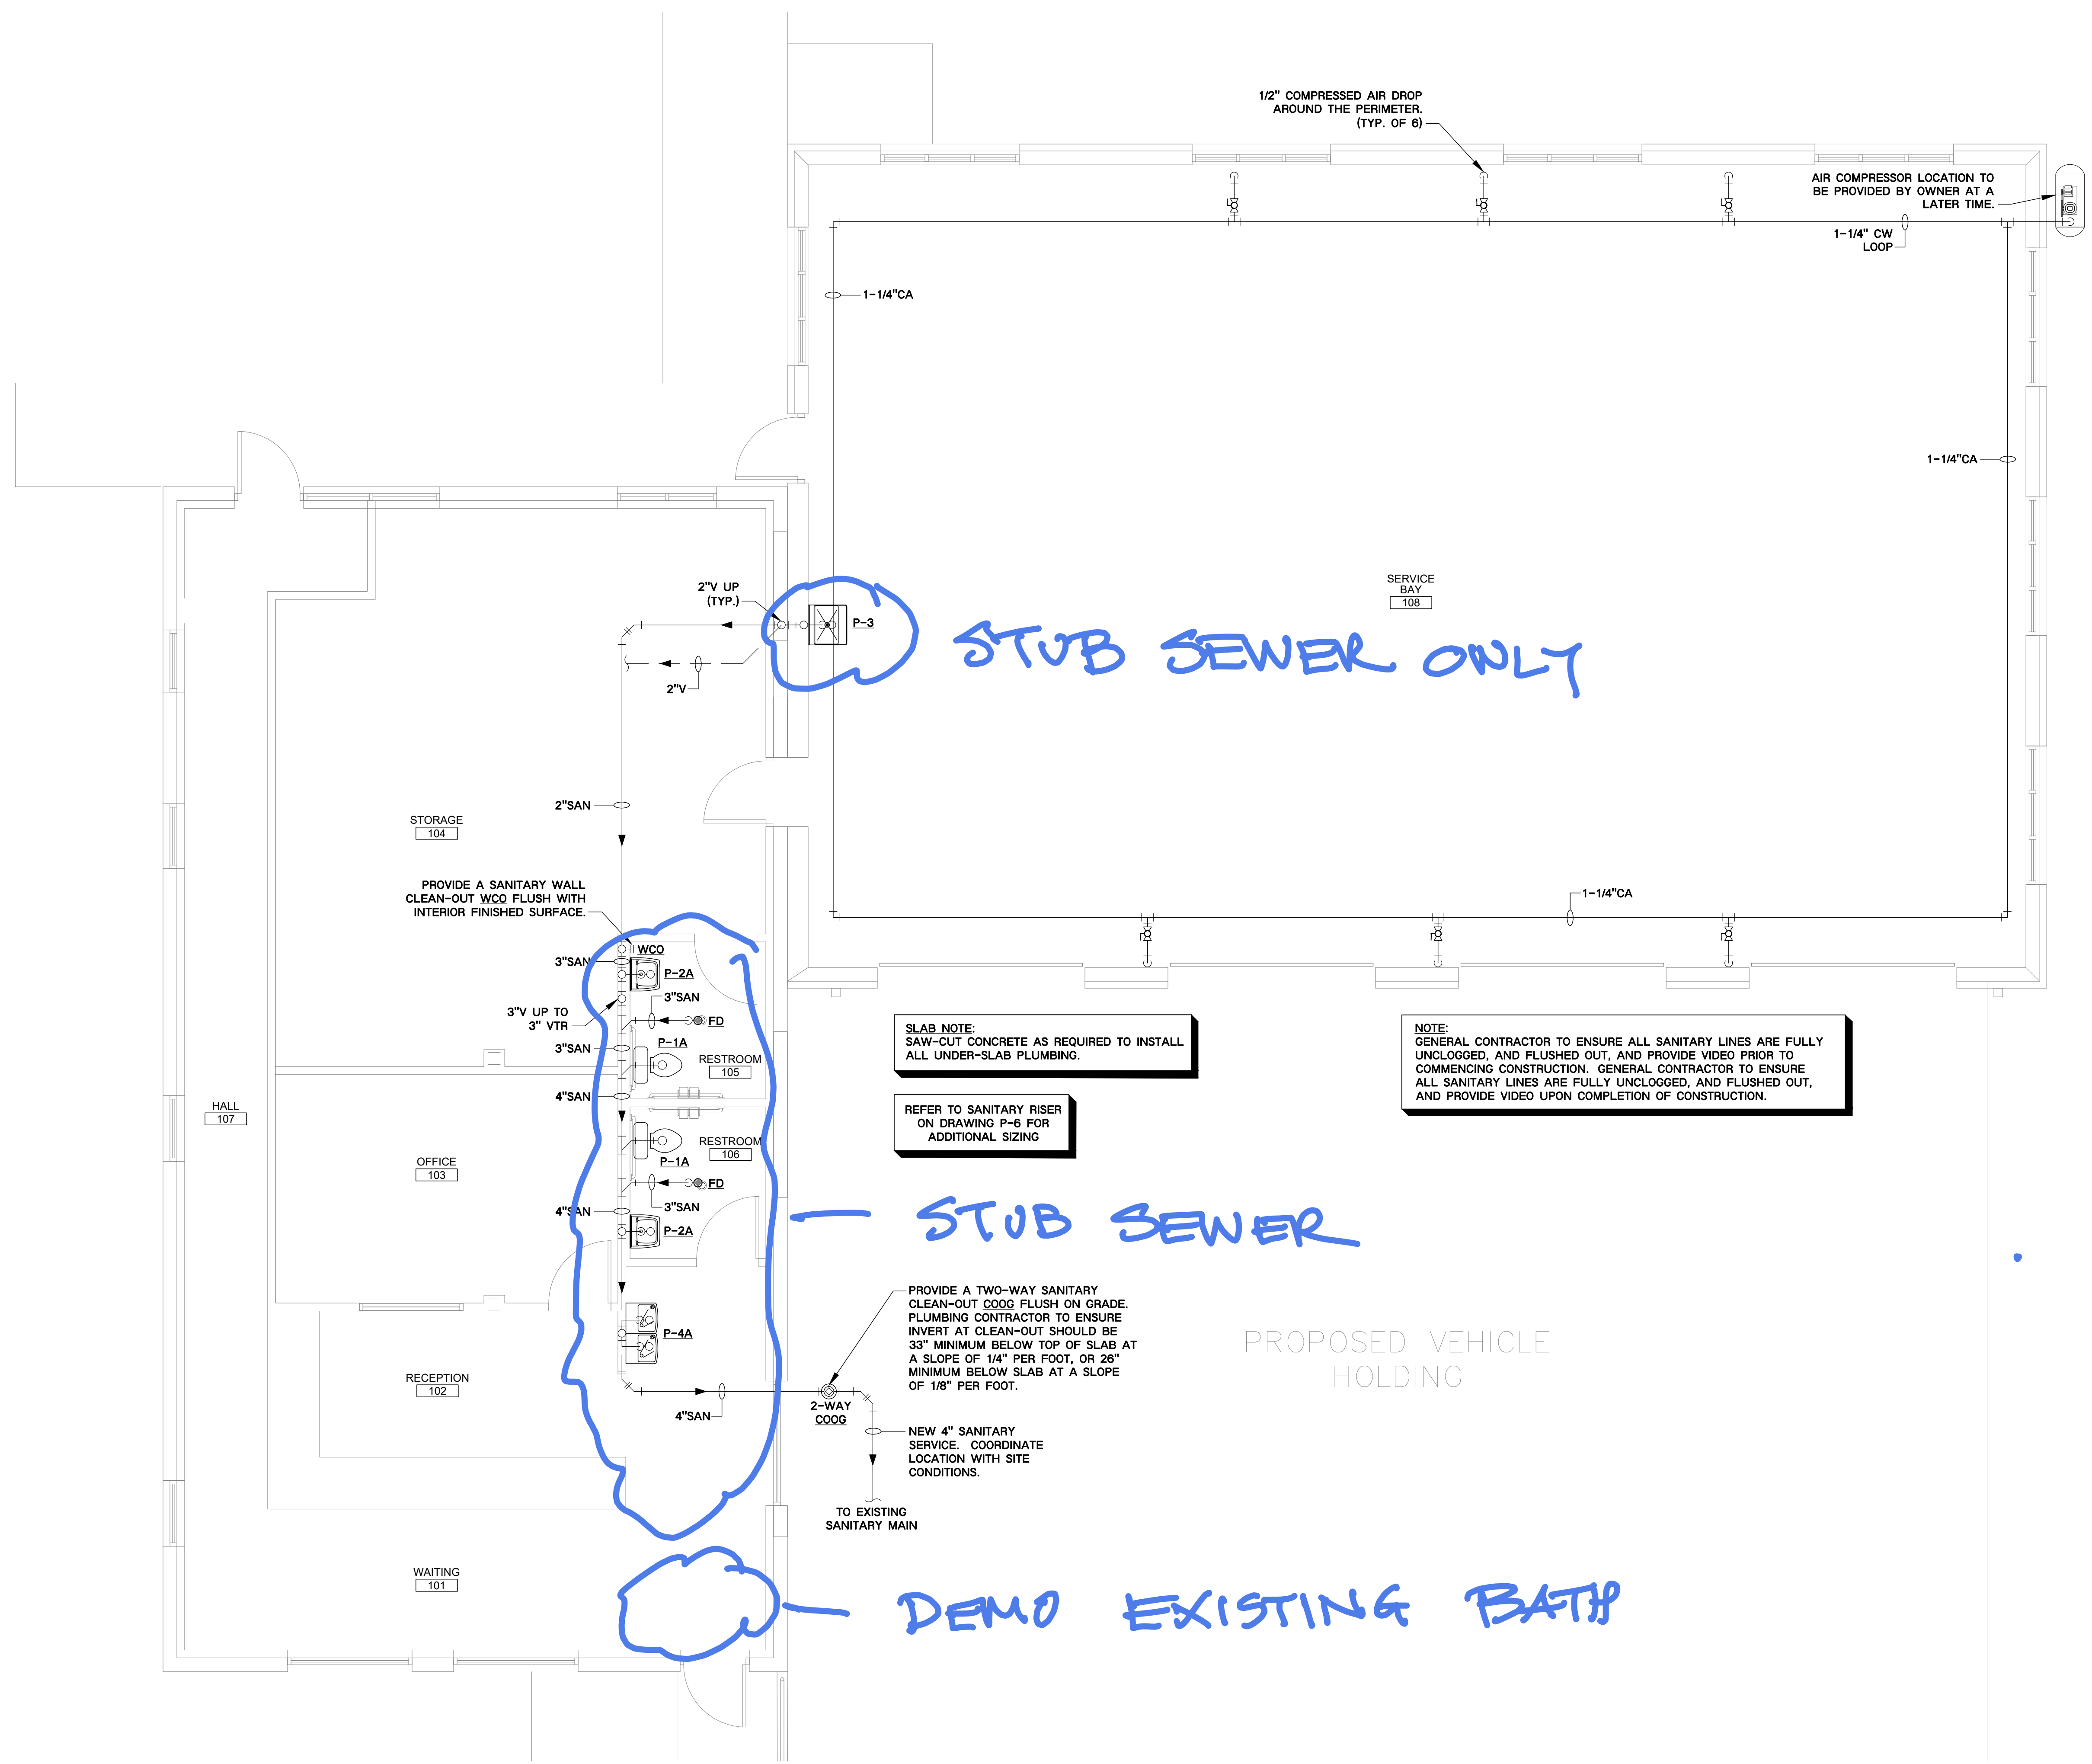 1/2" COMPRESSED AIR DROP
AROUND THE PERIMETER.
(TYP. OF 6)
AIR COMPRESSOR LOCATION TO
BE PROVIDED BY OWNER AT A
LATER TIME.
1-1/4" CW
LOOP
1-1/4"CA
1-1/4"CA
SERVICE
BAY
108
2"V UP
(TYP.)
P-3
STUB SEWER ONLY
2"V
2"SAN
STORAGE
104
PROVIDE A SANITARY WALL
CLEAN-OUT WCO FLUSH WITH
INTERIOR FINISHED SURFACE.
1-1/4"CA
WCO
3"SAN
P-2A
3"SAN
3"V UP TO
3" VTR
FD
3"SAN
P-1A
RESTROOM
105
4"SAN
HALL
107
SLAB NOTE:
SAW-CUT CONCRETE AS REQUIRED TO INSTALL
ALL UNDER-SLAB PLUMBING.
NOTE:
GENERAL CONTRACTOR TO ENSURE ALL SANITARY LINES ARE FULLY
UNCLOGGED, AND FLUSHED OUT, AND PROVIDE VIDEO PRIOR TO
COMMENCING CONSTRUCTION. GENERAL CONTRACTOR TO ENSURE
ALL SANITARY LINES ARE FULLY UNCLOGGED, AND FLUSHED OUT,
AND PROVIDE VIDEO UPON COMPLETION OF CONSTRUCTION.
REFER TO SANITARY RISER
ON DRAWING P-6 FOR
ADDITIONAL SIZING
RESTROOM
106
P-1A
OFFICE
103
FD
3"SAN
4"SAN
P-2A
STUB SEWER
PROVIDE A TWO-WAY SANITARY
CLEAN-OUT COOG FLUSH ON GRADE.
PLUMBING CONTRACTOR TO ENSURE
INVERT AT CLEAN-OUT SHOULD BE
33" MINIMUM BELOW TOP OF SLAB AT
A SLOPE OF 1/4" PER FOOT, OR 26"
MINIMUM BELOW SLAB AT A SLOPE
OF 1/8" PER FOOT.
P-4A
PROPOSED VEHICLE
HOLDING
RECEPTION
102
4"SAN
2-WAY
COOG
NEW 4" SANITARY
SERVICE. COORDINATE
LOCATION WITH SITE
CONDITIONS.
TO EXISTING
SANITARY MAIN
WAITING
101
DEMO EXISTING BATH